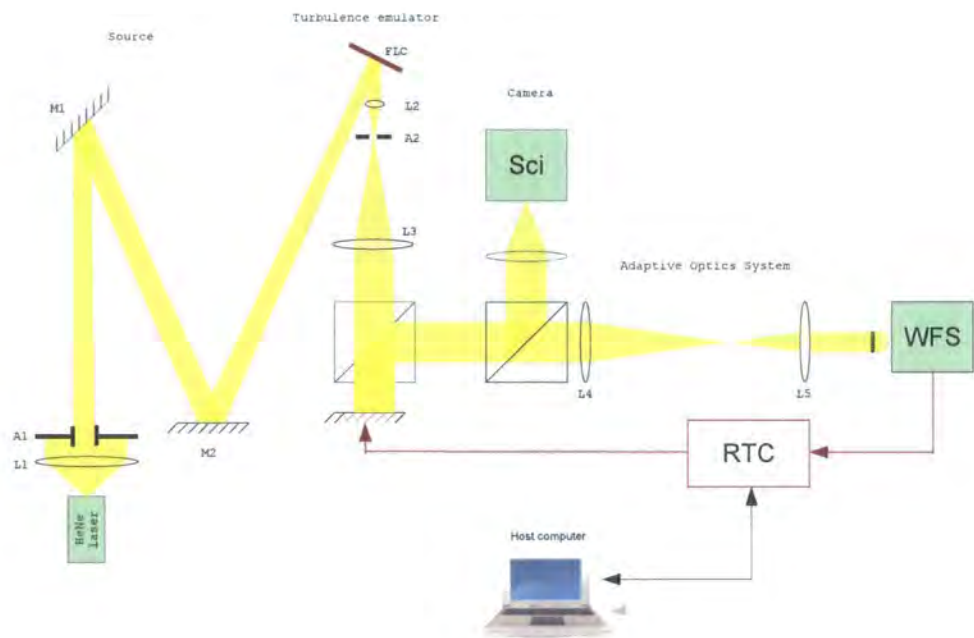 Turbulence emulator
Source
FLC
M1
L2
Camera
A2
Sci
L3
Adaptive Optics System
WFS
L4
L5
A1
M2
RTC
L1
HeNe
laser
Host computer